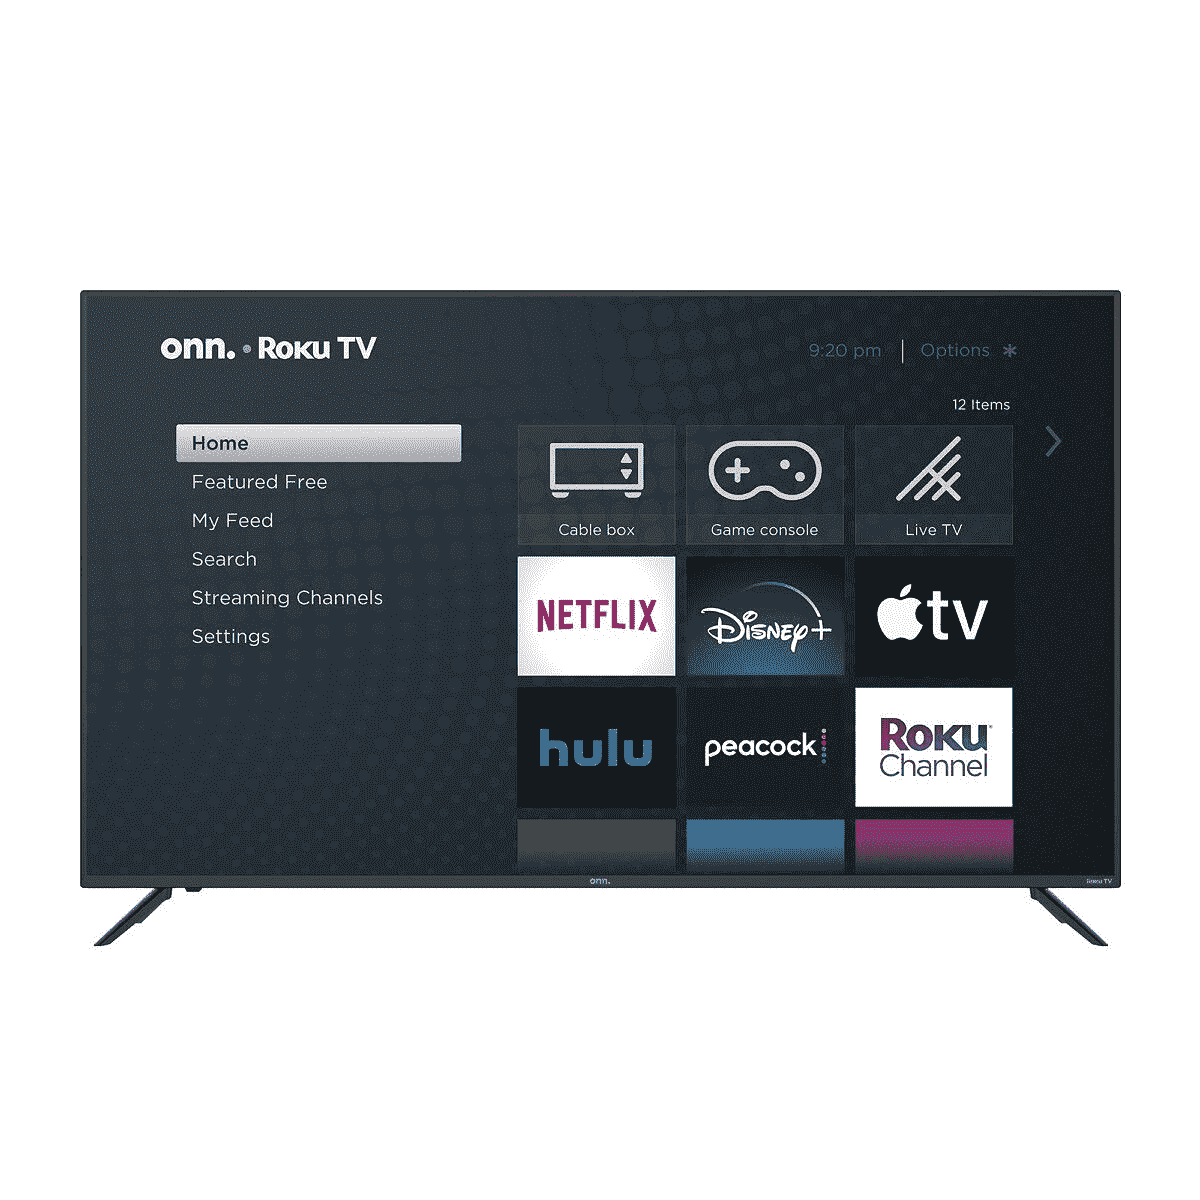 onn. • Roku TV
9:20 pm | Options *
12 Items
Home
Featured Free
My Feed
Search
Streaming Channels
Settings
Cable box
Game console
Live TV
NETFLIX
Disney+
tv
hulu
peacock
Roku
Channel
onn.
Roku TV